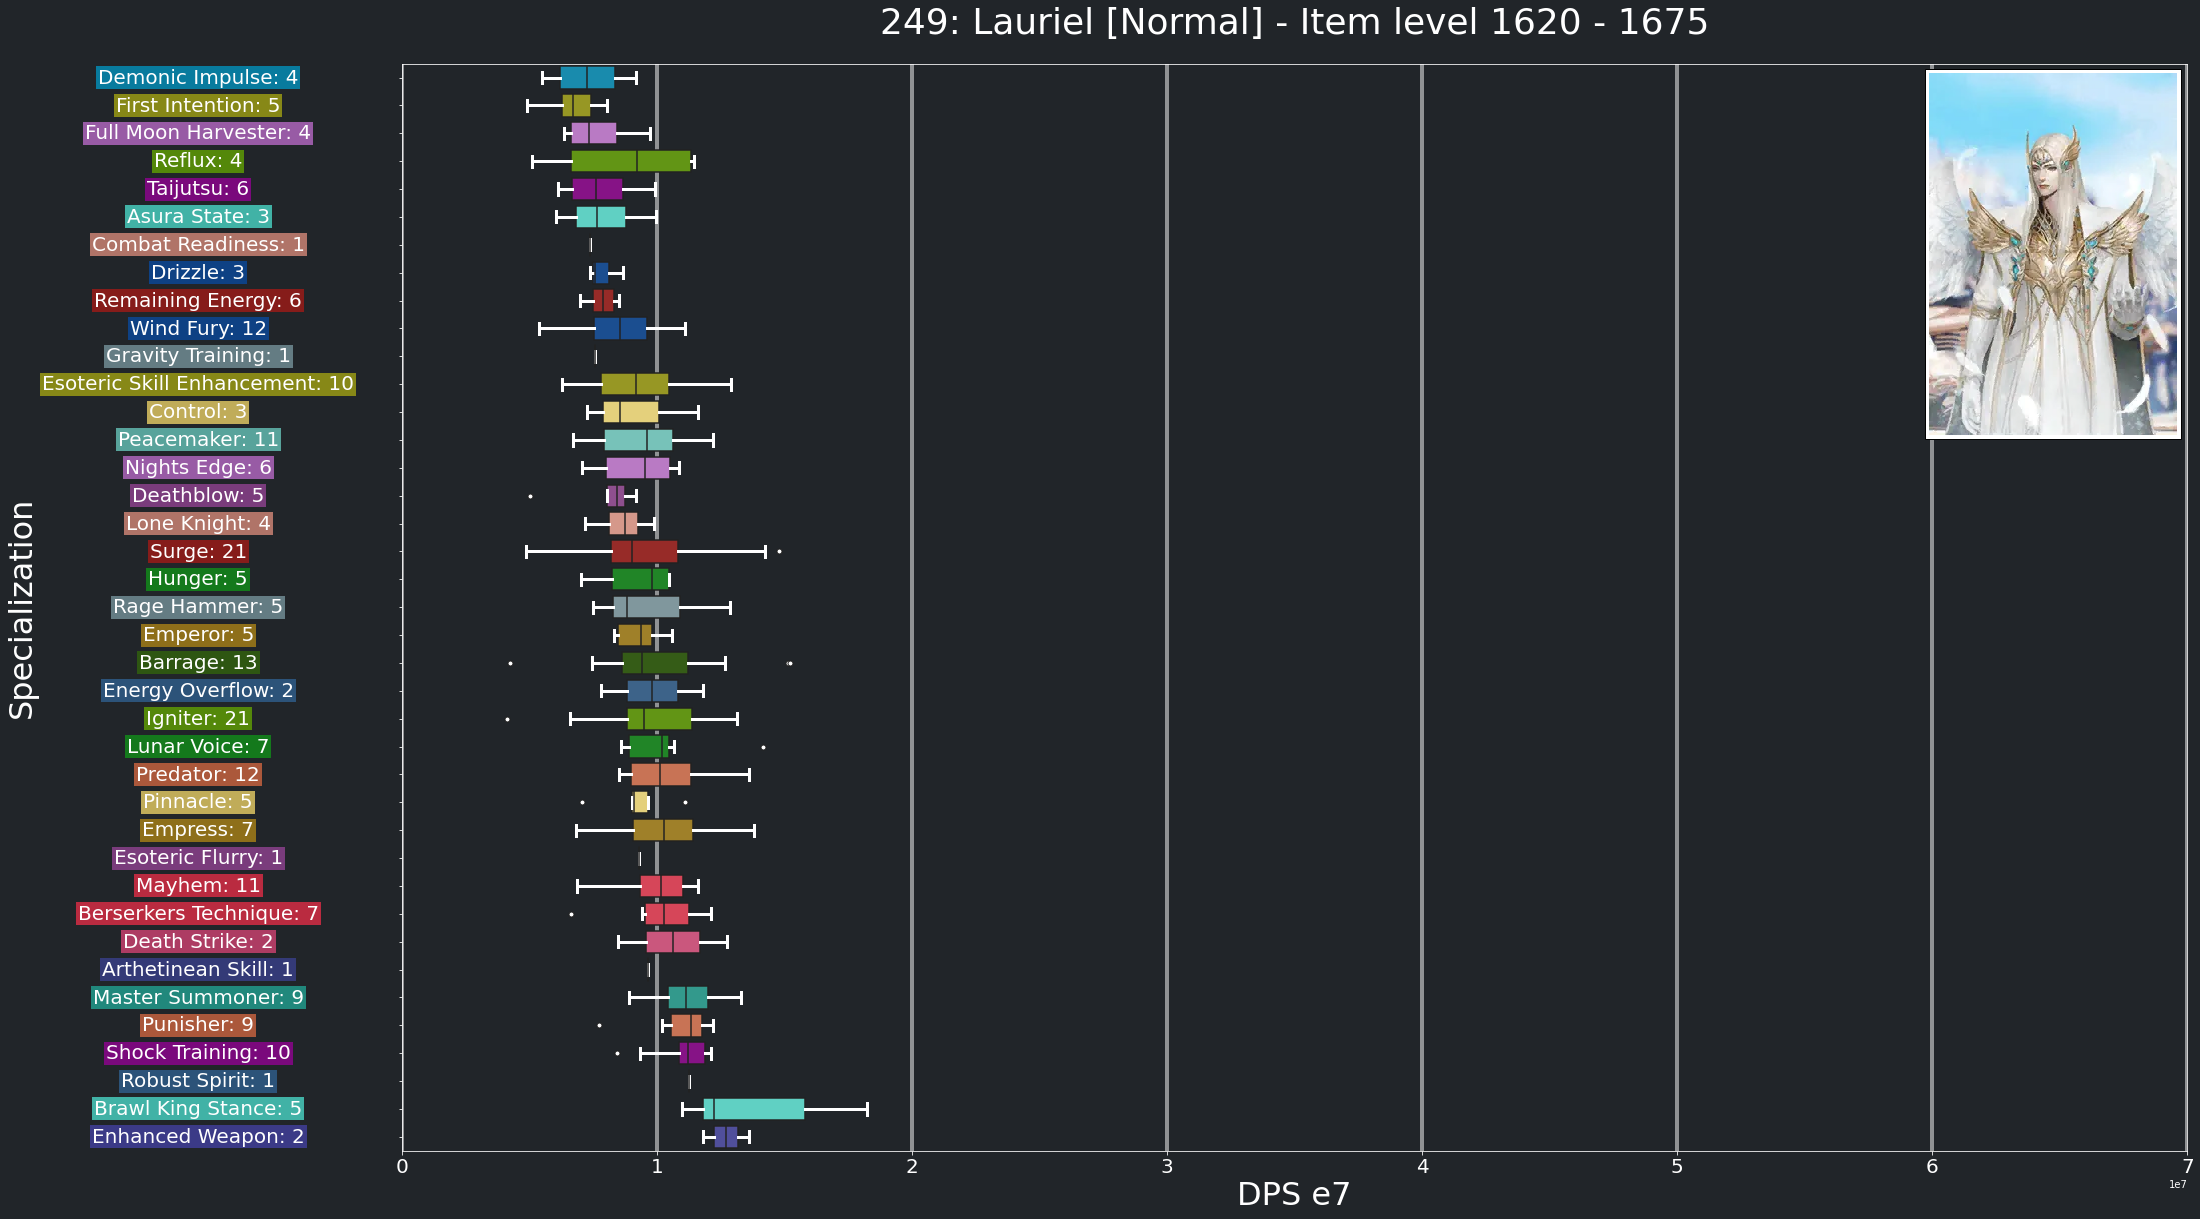 249: Lauriel [Normal] - Item level 1620 - 1675
Demonic Impulse: 4
First Intention: 5
Full Moon Harvester: 4
Reflux: 4
Taijutsu: 6
Asura State: 3
Combat Readiness: 1
Drizzle: 3
Remaining Energy: 6
Wind Fury: 12
Gravity Training: 1
Esoteric Skill Enhancement: 10
Control: 3
Peacemaker: 11
Nights Edge: 6
Deathblow: 5
Lone Knight: 4
Surge: 21
Hunger: 5
Rage Hammer: 5
Emperor: 5
Barrage: 13
Energy Overflow: 2
Igniter: 21
Lunar Voice: 7
Predator: 12
Pinnacle: 5
Empress: 7
Esoteric Flurry: 1
Mayhem: 11
Berserkers Technique: 7
Death Strike: 2
Arthetinean Skill: 1
Master Summoner: 9
Punisher: 9
Shock Training: 10
Robust Spirit: 1
Brawl King Stance: 5
Enhanced Weapon: 2
Specialization
0 1 2 3 4 5 6 7
1e7
DPS e7